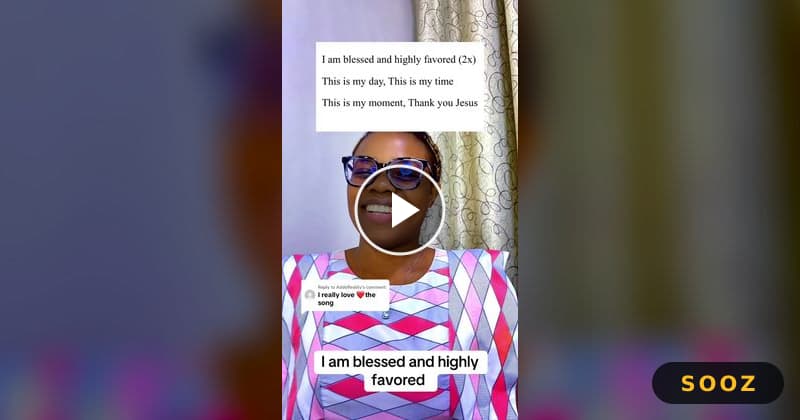 I am blessed and highly favored (2x)
This is my day, This is my time
This is my moment, Thank you Jesus
I really love ❤️the
song
I am blessed and highly
favored
SOOZ